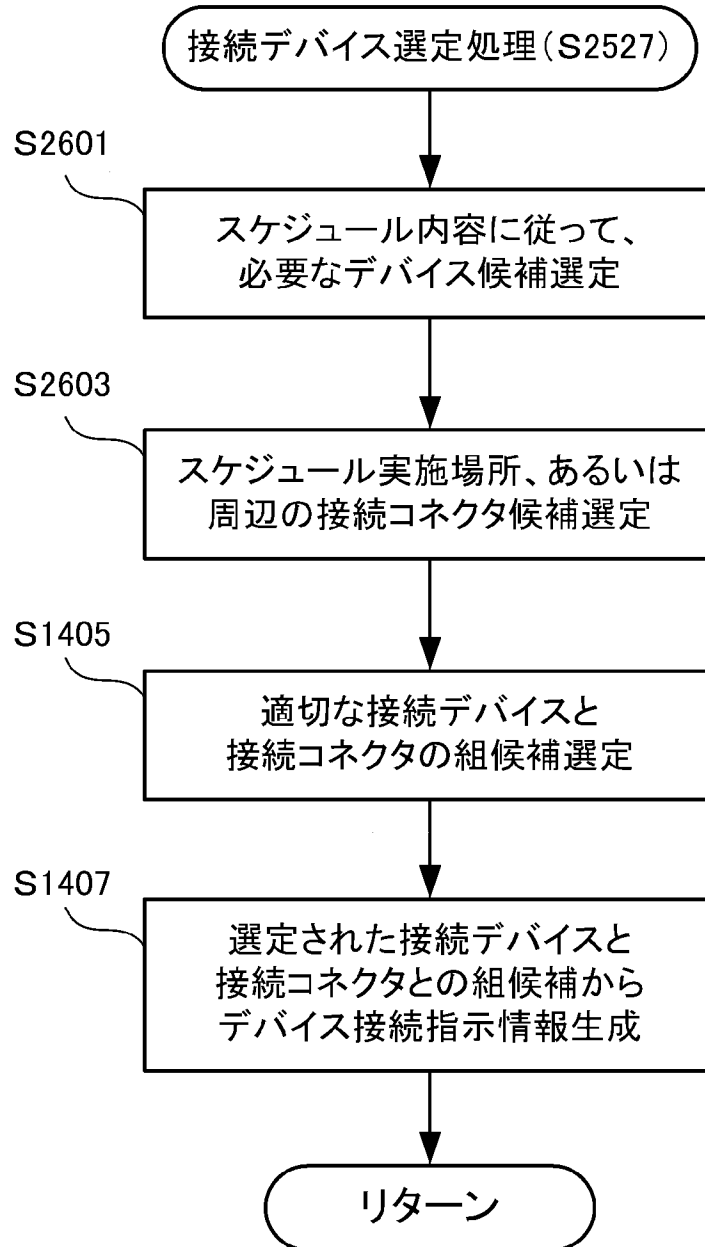 接続デバイス選定処理(S2527)
S2601
スケジュール内容に従って、
必要なデバイス候補選定
S2603
スケジュール実施場所、あるいは
周辺の接続コネクタ候補選定
S1405
適切な接続デバイスと
接続コネクタの組候補選定
S1407
選定された接続デバイスと
接続コネクタとの組候補から
デバイス接続指示情報生成
リターン